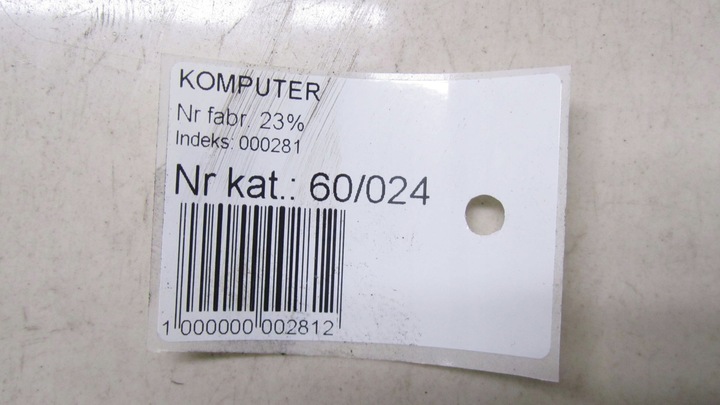 KOMPUTER
Nr fabr. 23%
Indeks: 000281
Nr kat.: 60/024
1 000000 002812